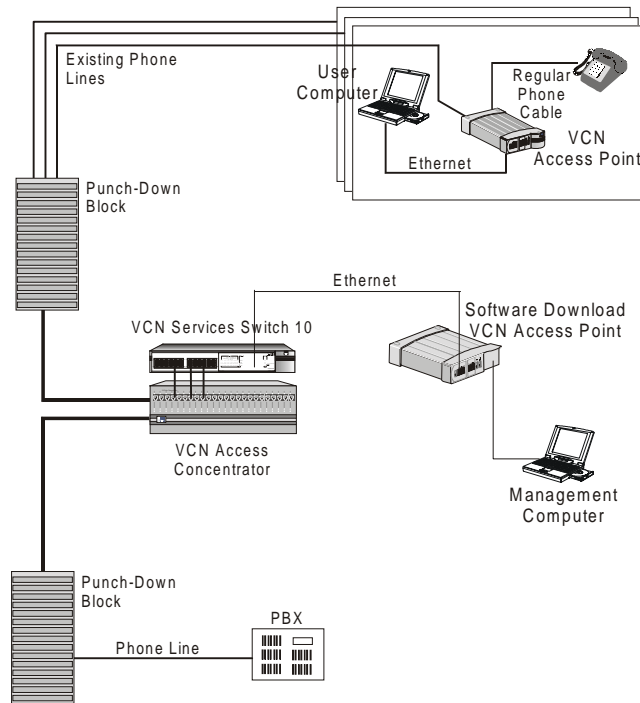 Existing Phone
Lines
User
Computer
Regular
Phone
Cable
VCN
Access Point
Ethernet
Punch-Down
Block
Ethernet
VCN Services Switch 10
Software Download
VCN Access Point
VCN Access
Concentrator
Management
Computer
Punch-Down
Block
PBX
Phone Line